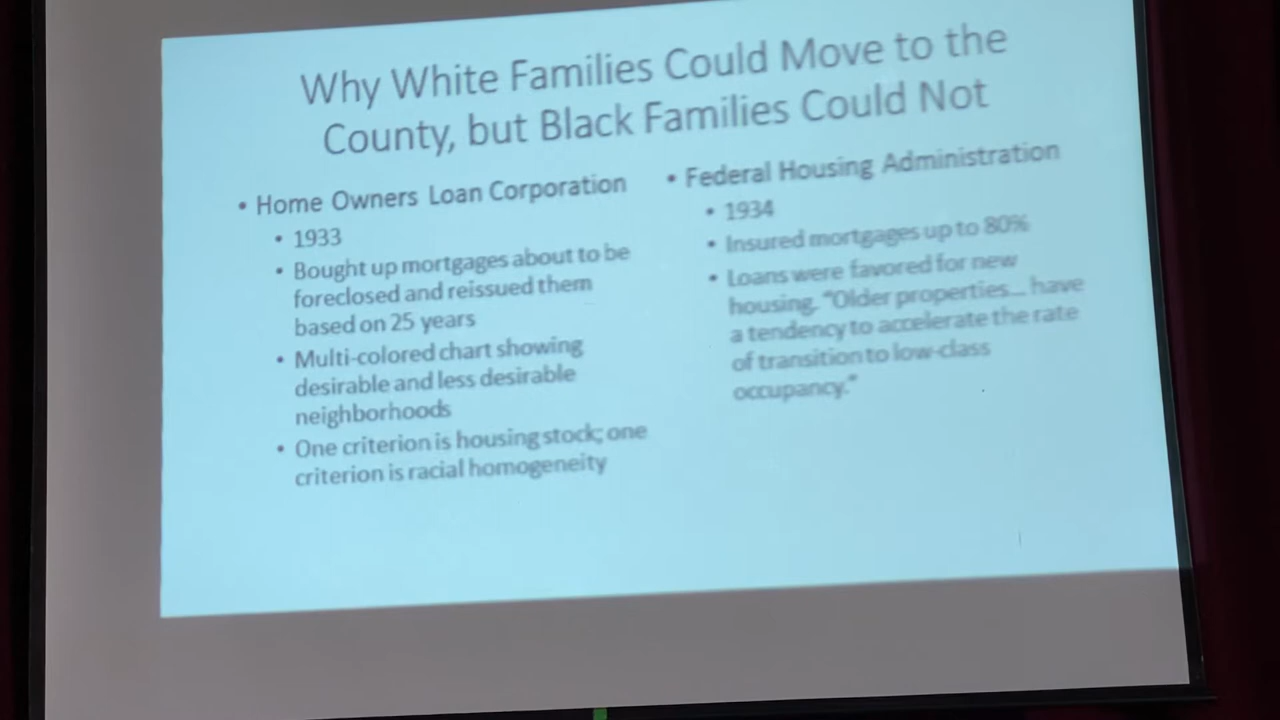 Why White Families Could Move to the
County, but Black Families Could Not
• Home Owners Loan Corporation
• 1933
• Bought up mortgages about to be
foreclosed and reissued them
based on 25 years
• Multi-colored chart showing
desirable and less desirable
neighborhoods
• One criterion is housing stock; one
criterion is racial homogeneity
• Federal Housing Administration
• 1934
• Insured mortgages up to 80%
• Loans were favored for new
housing. "Older properties... have
a tendency to accelerate the rate
of transition to low-class
occupancy."